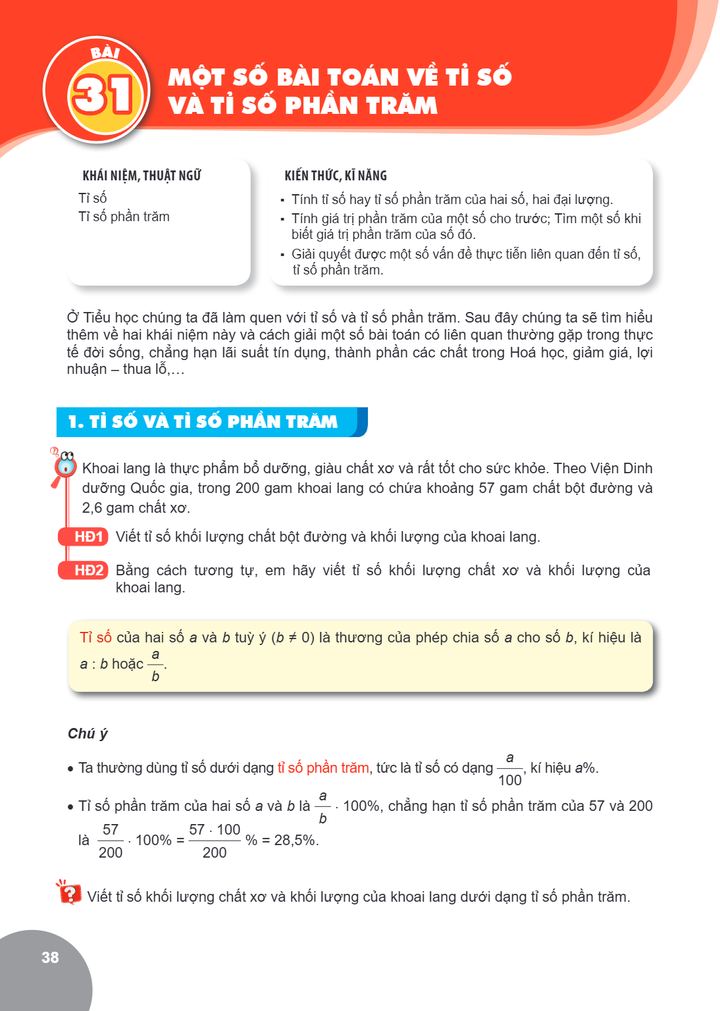 BÀI
31
MỘT SỐ BÀI TOÁN VỀ TỈ SỐ
VÀ TỈ SỐ PHẦN TRĂM
KHÁI NIỆM, THUẬT NGỮ
Tỉ số
Tỉ số phần trăm
KIẾN THỨC, KĨ NĂNG
• Tính tỉ số hay tỉ số phần trăm của hai số, hai đại lượng.
• Tính giá trị phần trăm của một số cho trước; Tìm một số khi
biết giá trị phần trăm của số đó.
• Giải quyết được một số vấn đề thực tiễn liên quan đến tỉ số,
tỉ số phần trăm.
Ở Tiểu học chúng ta đã làm quen với tỉ số và tỉ số phần trăm. Sau đây chúng ta sẽ tìm hiểu
thêm về hai khái niệm này và cách giải một số bài toán có liên quan thường gặp trong thực
tế đời sống, chẳng hạn lãi suất tín dụng, thành phần các chất trong Hoá học, giảm giá, lợi
nhuận – thua lỗ,…
1. TỈ SỐ VÀ TỈ SỐ PHẦN TRĂM
Khoai lang là thực phẩm bổ dưỡng, giàu chất xơ và rất tốt cho sức khỏe. Theo Viện Dinh
dưỡng Quốc gia, trong 200 gam khoai lang có chứa khoảng 57 gam chất bột đường và
2,6 gam chất xơ.
HĐ1 Viết tỉ số khối lượng chất bột đường và khối lượng của khoai lang.
HĐ2 Bằng cách tương tự, em hãy viết tỉ số khối lượng chất xơ và khối lượng của
khoai lang.
Tỉ số của hai số a và b tuỳ ý (b ≠ 0) là thương của phép chia số a cho số b, kí hiệu là
a : b hoặc a/b.
Chú ý
• Ta thường dùng tỉ số dưới dạng tỉ số phần trăm, tức là tỉ số có dạng a/100, kí hiệu a%.
• Tỉ số phần trăm của hai số a và b là a/b · 100%, chẳng hạn tỉ số phần trăm của 57 và 200
là 57/200 · 100% = 57 · 100/200 % = 28,5%.
? Viết tỉ số khối lượng chất xơ và khối lượng của khoai lang dưới dạng tỉ số phần trăm.
38